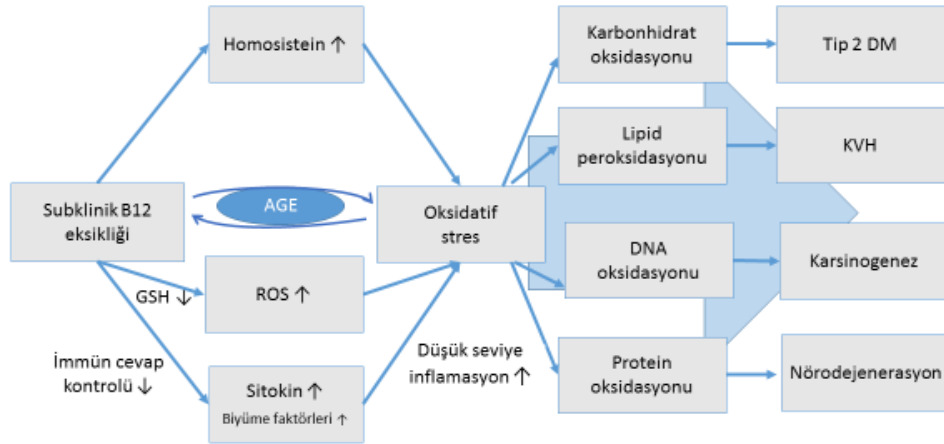 Homosistein ↑
Karbonhidrat
oksidasyonu
Tip 2 DM
Lipid
peroksidasyonu
KVH
Subklinik B12
eksikliği
AGE
Oksidatif
stres
DNA
oksidasyonu
Karsinogenez
GSH ↓
ROS ↑
İmmün cevap
kontrolü ↓
Sitokin ↑
Biyüme faktörleri ↑
Düşük seviye
inflamasyon ↑
Protein
oksidasyonu
Nörodejenerasyon